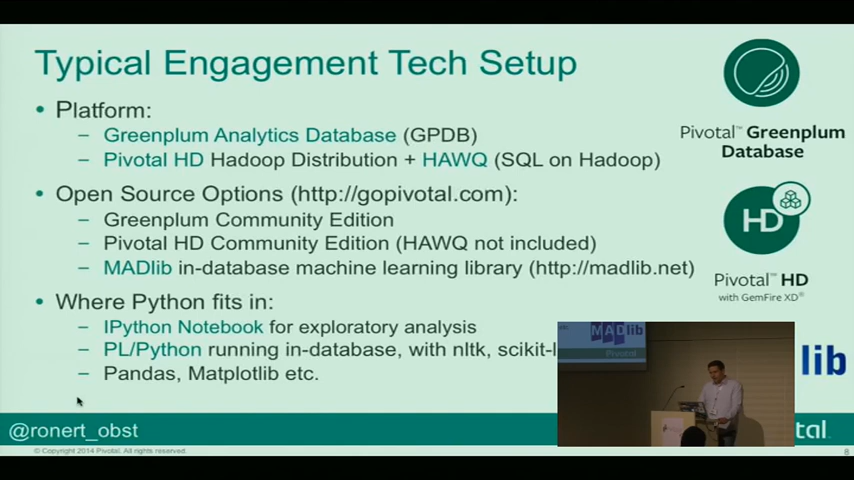 Typical Engagement Tech Setup
• Platform:
– Greenplum Analytics Database (GPDB)
– Pivotal HD Hadoop Distribution + HAWQ (SQL on Hadoop)
• Open Source Options (http://gopivotal.com):
– Greenplum Community Edition
– Pivotal HD Community Edition (HAWQ not included)
– MADlib in-database machine learning library (http://madlib.net)
• Where Python fits in:
– IPython Notebook for exploratory analysis
– PL/Python running in-database, with nltk, scikit-l
– Pandas, Matplotlib etc.
Pivotal™ Greenplum
Database
HD
Pivotal™ HD
with GemFire XD®
MADlib
Pivotal
lib
@ronert_obst
tal
© Copyright 2014 Pivotal. All rights reserved.
6